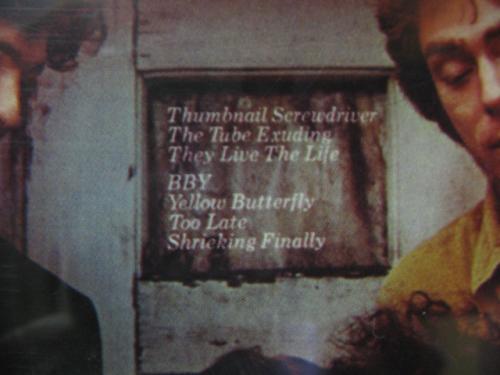 Thumbnail Screwdriver
The Tube Exuding
They Live The Life
BBY
Yellow Butterfly
Too Late
Shrieking Finally